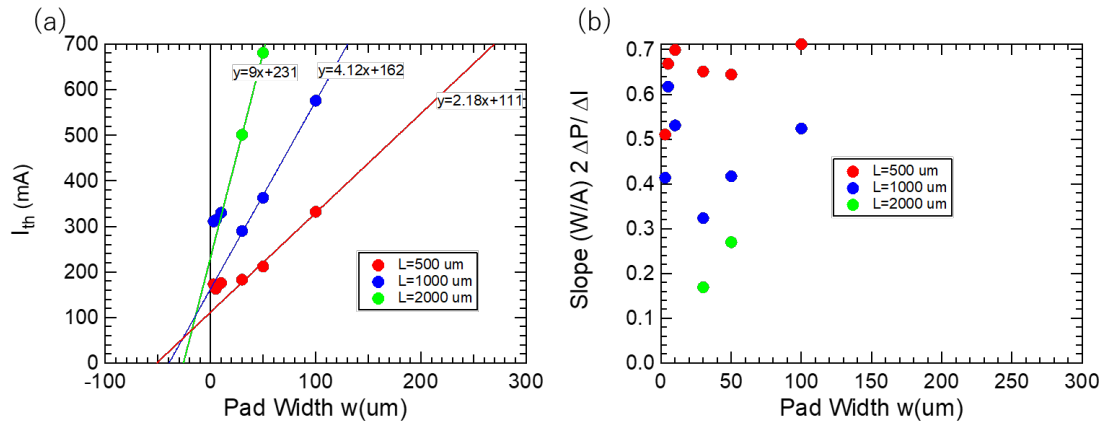 (a)
700
600
500
400
300
200
100
0
I_th (mA)
y=9x+231
y=4.12x+162
y=2.18x+111
L=500 um
L=1000 um
L=2000 um
-100
0
100
200
300
Pad Width w(um)
(b)
0.7
0.6
0.5
0.4
0.3
0.2
0.1
0.0
Slope (W/A) 2 ΔP/ ΔI
L=500 um
L=1000 um
L=2000 um
0
50
100
150
200
250
300
Pad Width w(um)